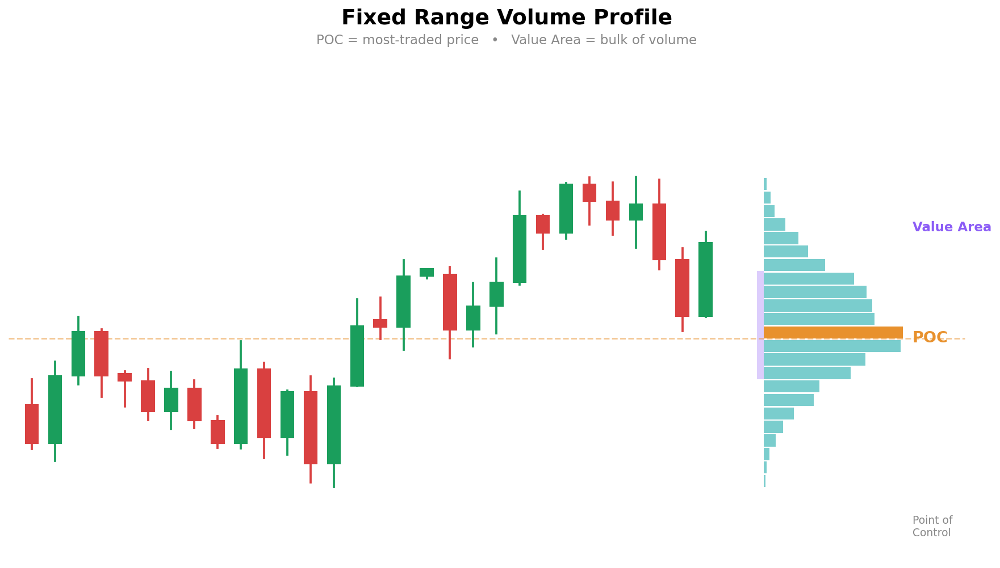 Fixed Range Volume Profile
POC = most-traded price • Value Area = bulk of volume
Value Area
POC
Point of
Control